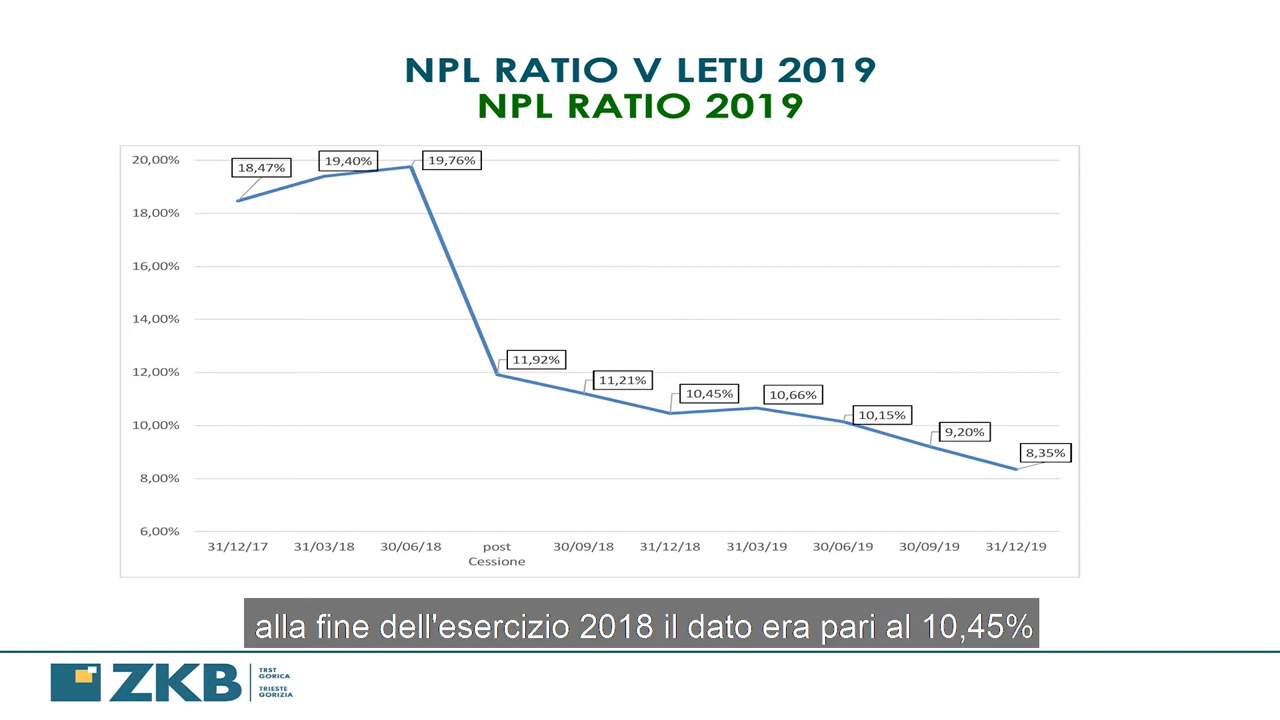 NPL RATIO V LETU 2019
NPL RATIO 2019
20,00%
18,00%
16,00%
14,00%
12,00%
10,00%
8,00%
6,00%
18,47%
19,40%
19,76%
11,92%
11,21%
10,45%
10,66%
10,15%
9,20%
8,35%
31/12/17
31/03/18
30/06/18
post
Cessione
30/09/18
31/12/18
31/03/19
30/06/19
30/09/19
31/12/19
alla fine dell'esercizio 2018 il dato era pari al 10,45%
ZKB
TRST
GORICA
TRIESTE
GORIZIA